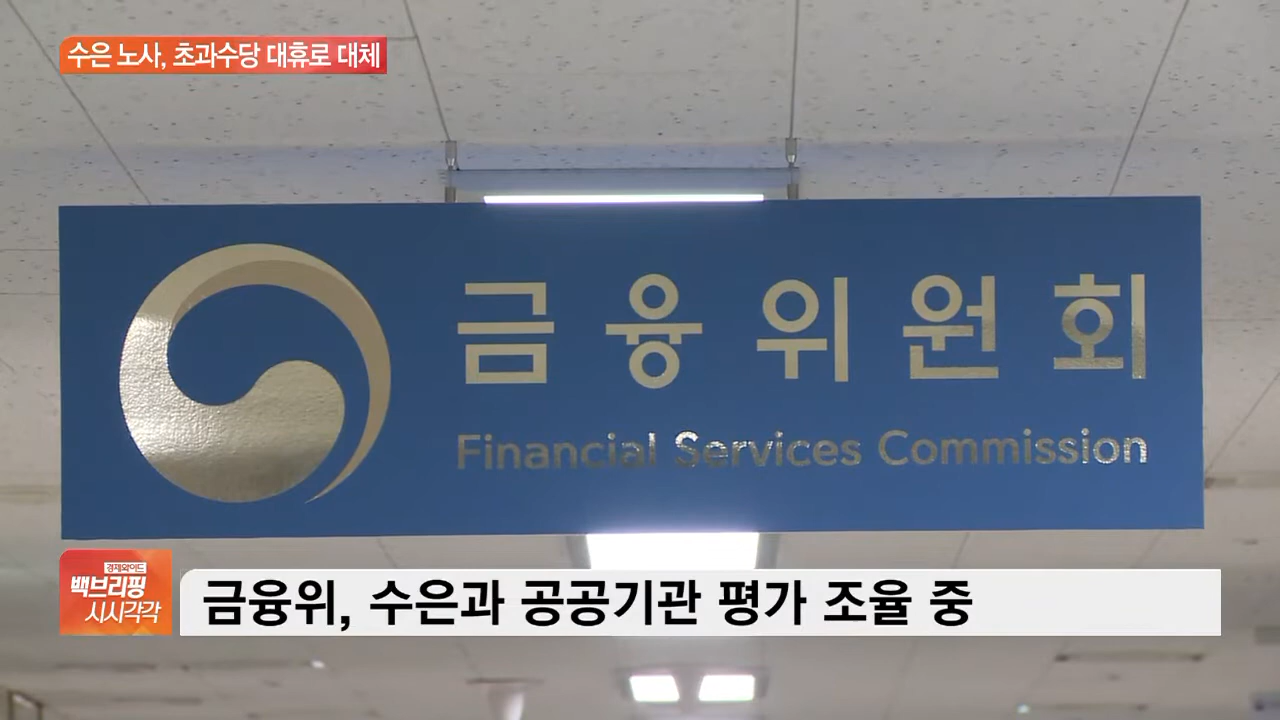 수은 노사, 초과수당 대휴로 대체
금융위원회
Financial Services Commission
경제와이드
백브리핑
시시각각
금융위, 수은과 공공기관 평가 조율 중